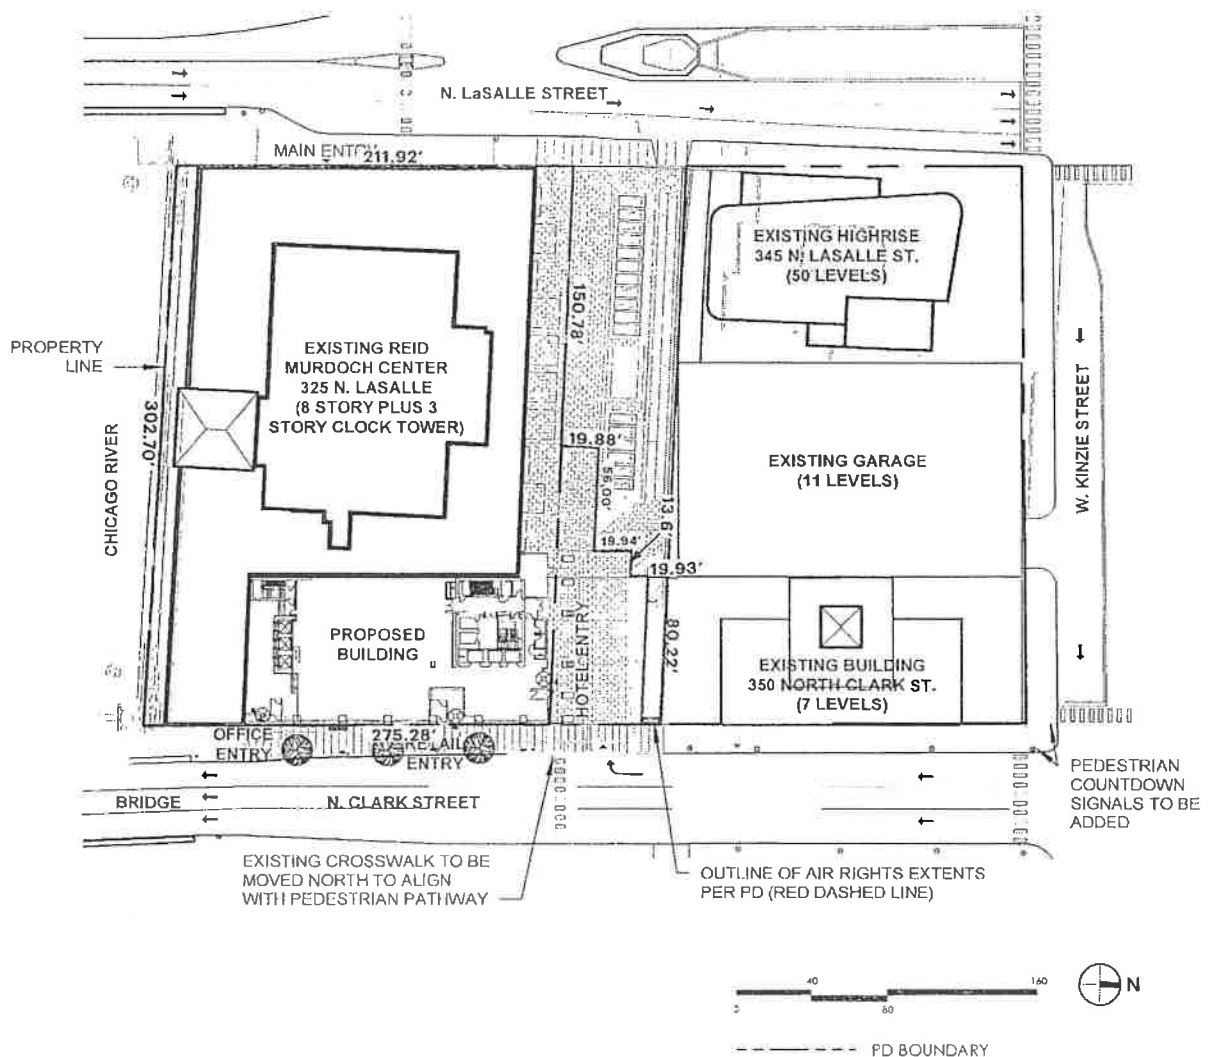 N. LaSALLE STREET
MAIN ENTRY
211.92'
EXISTING HIGHRISE
345 N. LASALLE ST.
(50 LEVELS)
150.78'
PROPERTY
LINE
EXISTING REID
MURDOCH CENTER
325 N. LASALLE
(8 STORY PLUS 3
STORY CLOCK TOWER)
302.70'
CHICAGO RIVER
19.88'
56.00'
EXISTING GARAGE
(11 LEVELS)
W. KINZIE STREET
13.6'
19.94'
19.93'
PROPOSED
BUILDING
HOTEL ENTRY
80.22'
EXISTING BUILDING
350 NORTH CLARK ST.
(7 LEVELS)
OFFICE
ENTRY
275.28'
RETAIL
ENTRY
PEDESTRIAN
COUNTDOWN
SIGNALS TO BE
ADDED
BRIDGE
N. CLARK STREET
EXISTING CROSSWALK TO BE
MOVED NORTH TO ALIGN
WITH PEDESTRIAN PATHWAY
OUTLINE OF AIR RIGHTS EXTENTS
PER PD (RED DASHED LINE)
0 40 80 160
N
PD BOUNDARY